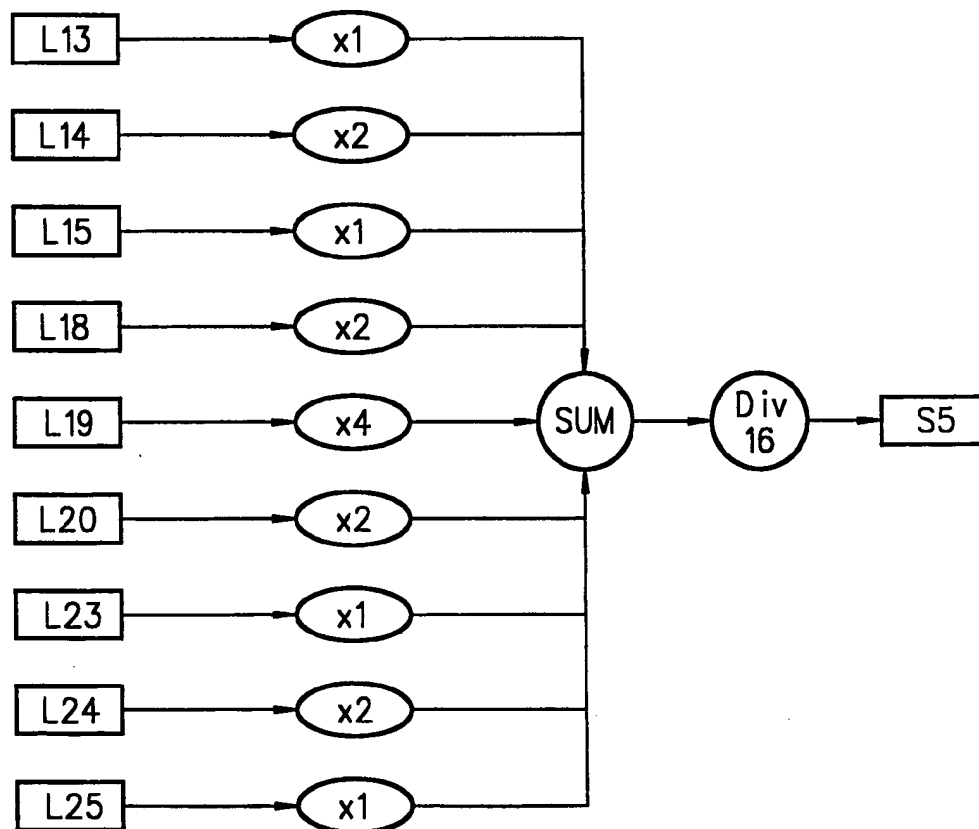 L13 x1
L14 x2
L15 x1
L18 x2
L19 x4 SUM Div 16 S5
L20 x2
L23 x1
L24 x2
L25 x1